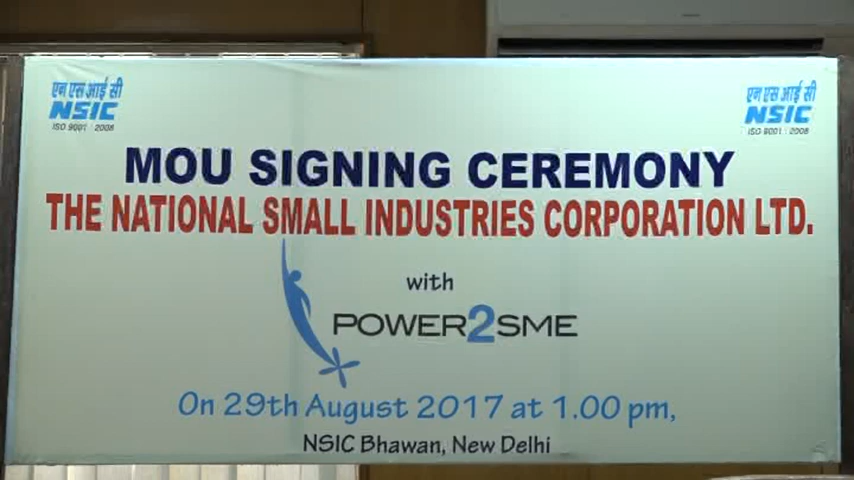 एन एस आई सी
NSIC
ISO 9001 : 2008
एन एस आई सी
NSIC
ISO 9001 : 2008
MOU SIGNING CEREMONY
THE NATIONAL SMALL INDUSTRIES CORPORATION LTD.
with
POWER2SME
On 29th August 2017 at 1.00 pm,
NSIC Bhawan, New Delhi